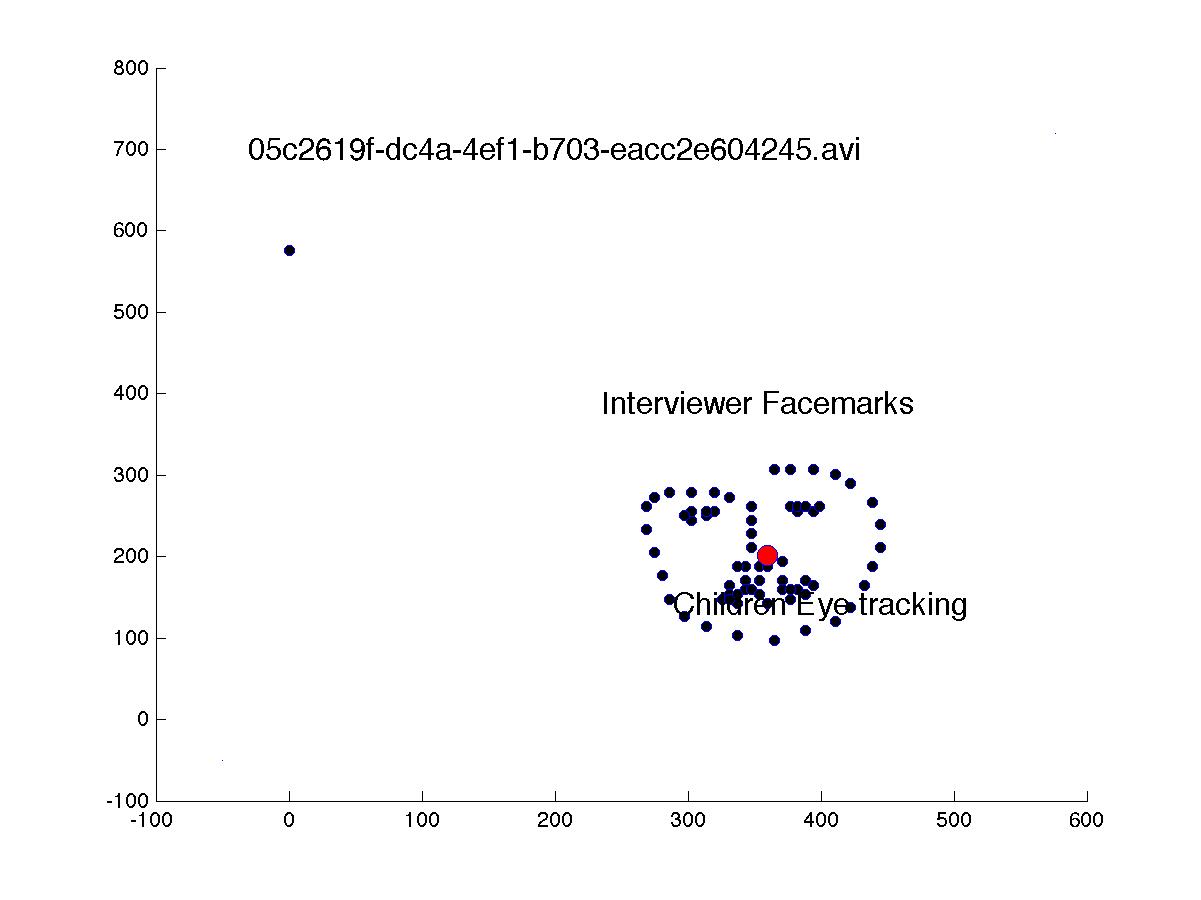 800
700
05c2619f-dc4a-4ef1-b703-eacc2e604245.avi
600
500
400
Interviewer Facemarks
300
200
Children Eye tracking
100
0
-100
-100 0 100 200 300 400 500 600